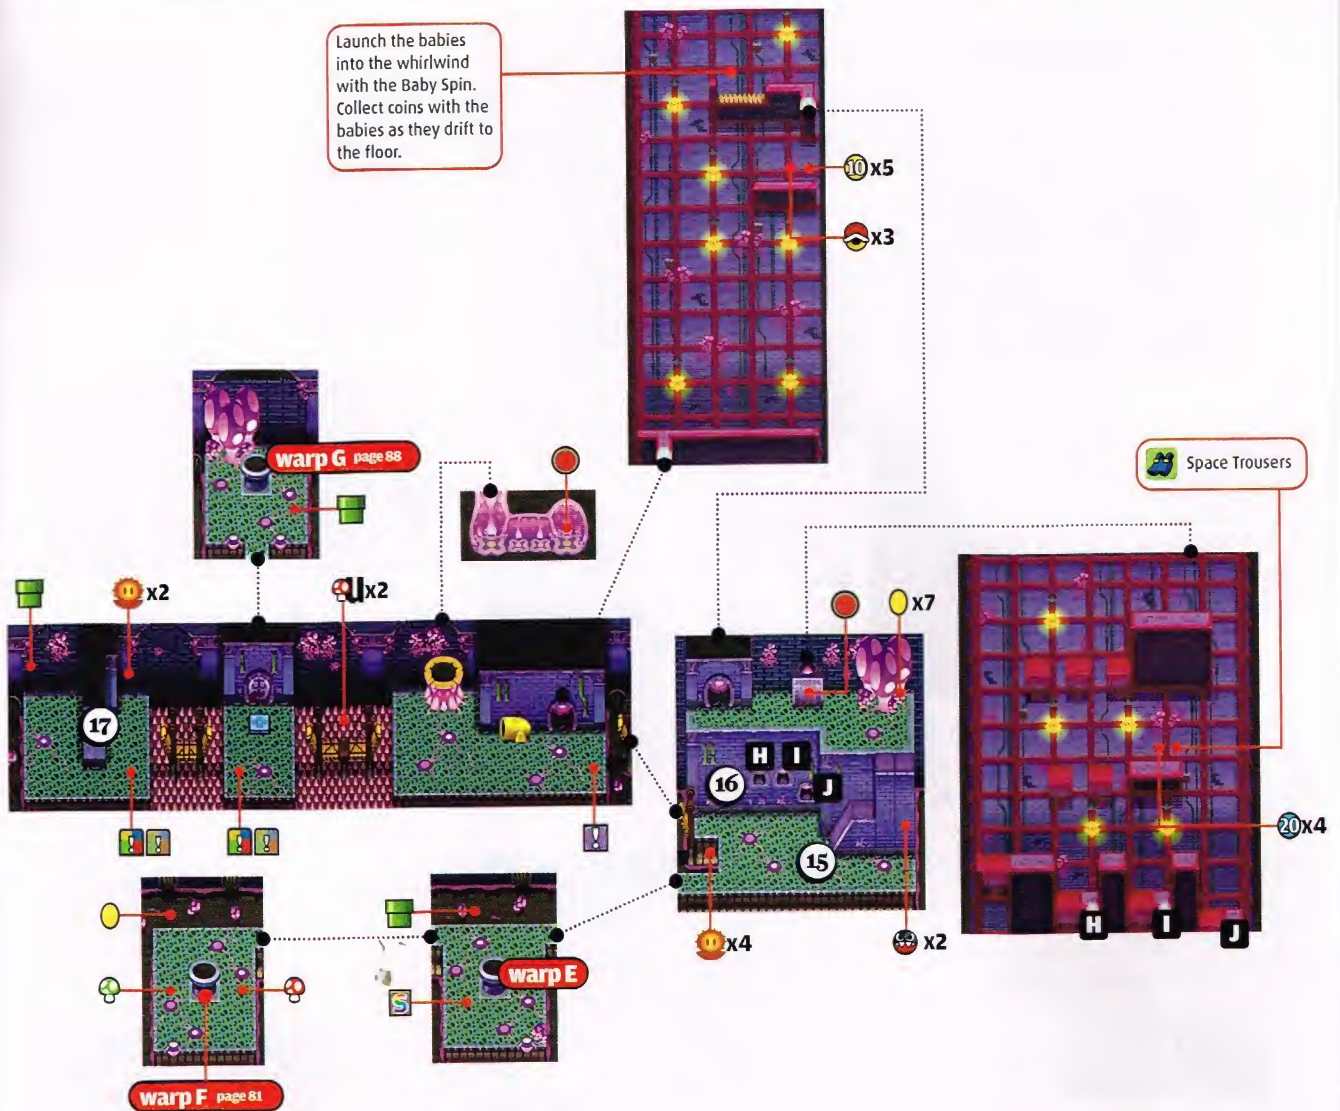 Launch the babies
into the whirlwind
with the Baby Spin.
Collect coins with the
babies as they drift to
the floor.
10 x5
x3
warp G page 88
Space Trousers
x2
x2
x7
17
H I
J
16
20 x4
15
! !
! !
!
H I J
x4
x2
warp E
S
warp F page 81